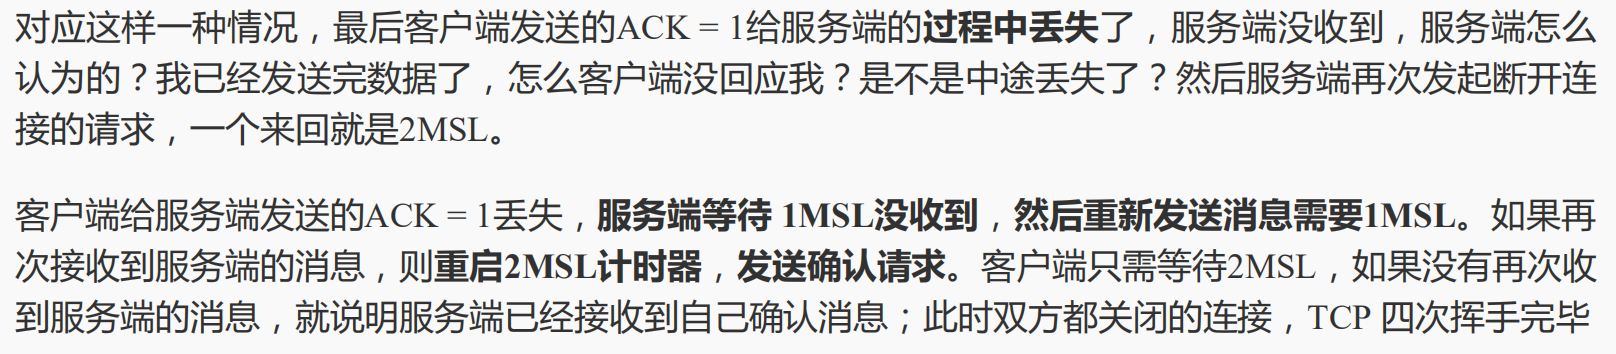 对应这样一种情况，最后客户端发送的ACK = 1给服务端的过程中丢失了，服务端没收到，服务端怎么
认为的？我已经发送完数据了，怎么客户端没回应我？是不是中途丢失了？然后服务端再次发起断开连
接的请求，一个来回就是2MSL。
客户端给服务端发送的ACK = 1丢失，服务端等待 1MSL没收到，然后重新发送消息需要1MSL。如果再
次接收到服务端的消息，则重启2MSL计时器，发送确认请求。客户端只需等待2MSL，如果没有再次收
到服务端的消息，就说明服务端已经接收到自己确认消息；此时双方都关闭的连接，TCP 四次挥手完毕